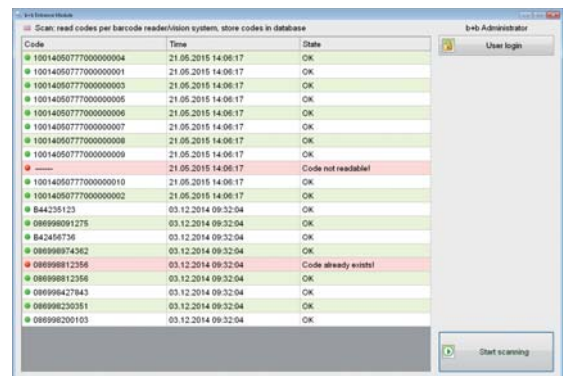 b+b Entrance Module
Scan: read codes per barcode reader/vision system, store codes in database
b+b Administrator
Code Time State
User login
10014050777000000004 21.05.2015 14:06:17 OK
10014050777000000001 21.05.2015 14:06:17 OK
10014050777000000003 21.05.2015 14:06:17 OK
10014050777000000005 21.05.2015 14:06:17 OK
10014050777000000006 21.05.2015 14:06:17 OK
10014050777000000007 21.05.2015 14:06:17 OK
10014050777000000008 21.05.2015 14:06:17 OK
10014050777000000009 21.05.2015 14:06:17 OK
------ 21.05.2015 14:06:17 Code not readable!
10014050777000000010 21.05.2015 14:06:17 OK
10014050777000000002 21.05.2015 14:06:17 OK
B44235123 03.12.2014 09:32:04 OK
086998091275 03.12.2014 09:32:04 OK
B42456736 03.12.2014 09:32:04 OK
086998974362 03.12.2014 09:32:04 OK
086998812356 03.12.2014 09:32:04 Code already exists!
086998812356 03.12.2014 09:32:04 OK
086998427843 03.12.2014 09:32:04 OK
086998230351 03.12.2014 09:32:04 OK
086998200103 03.12.2014 09:32:04 OK
Start scanning